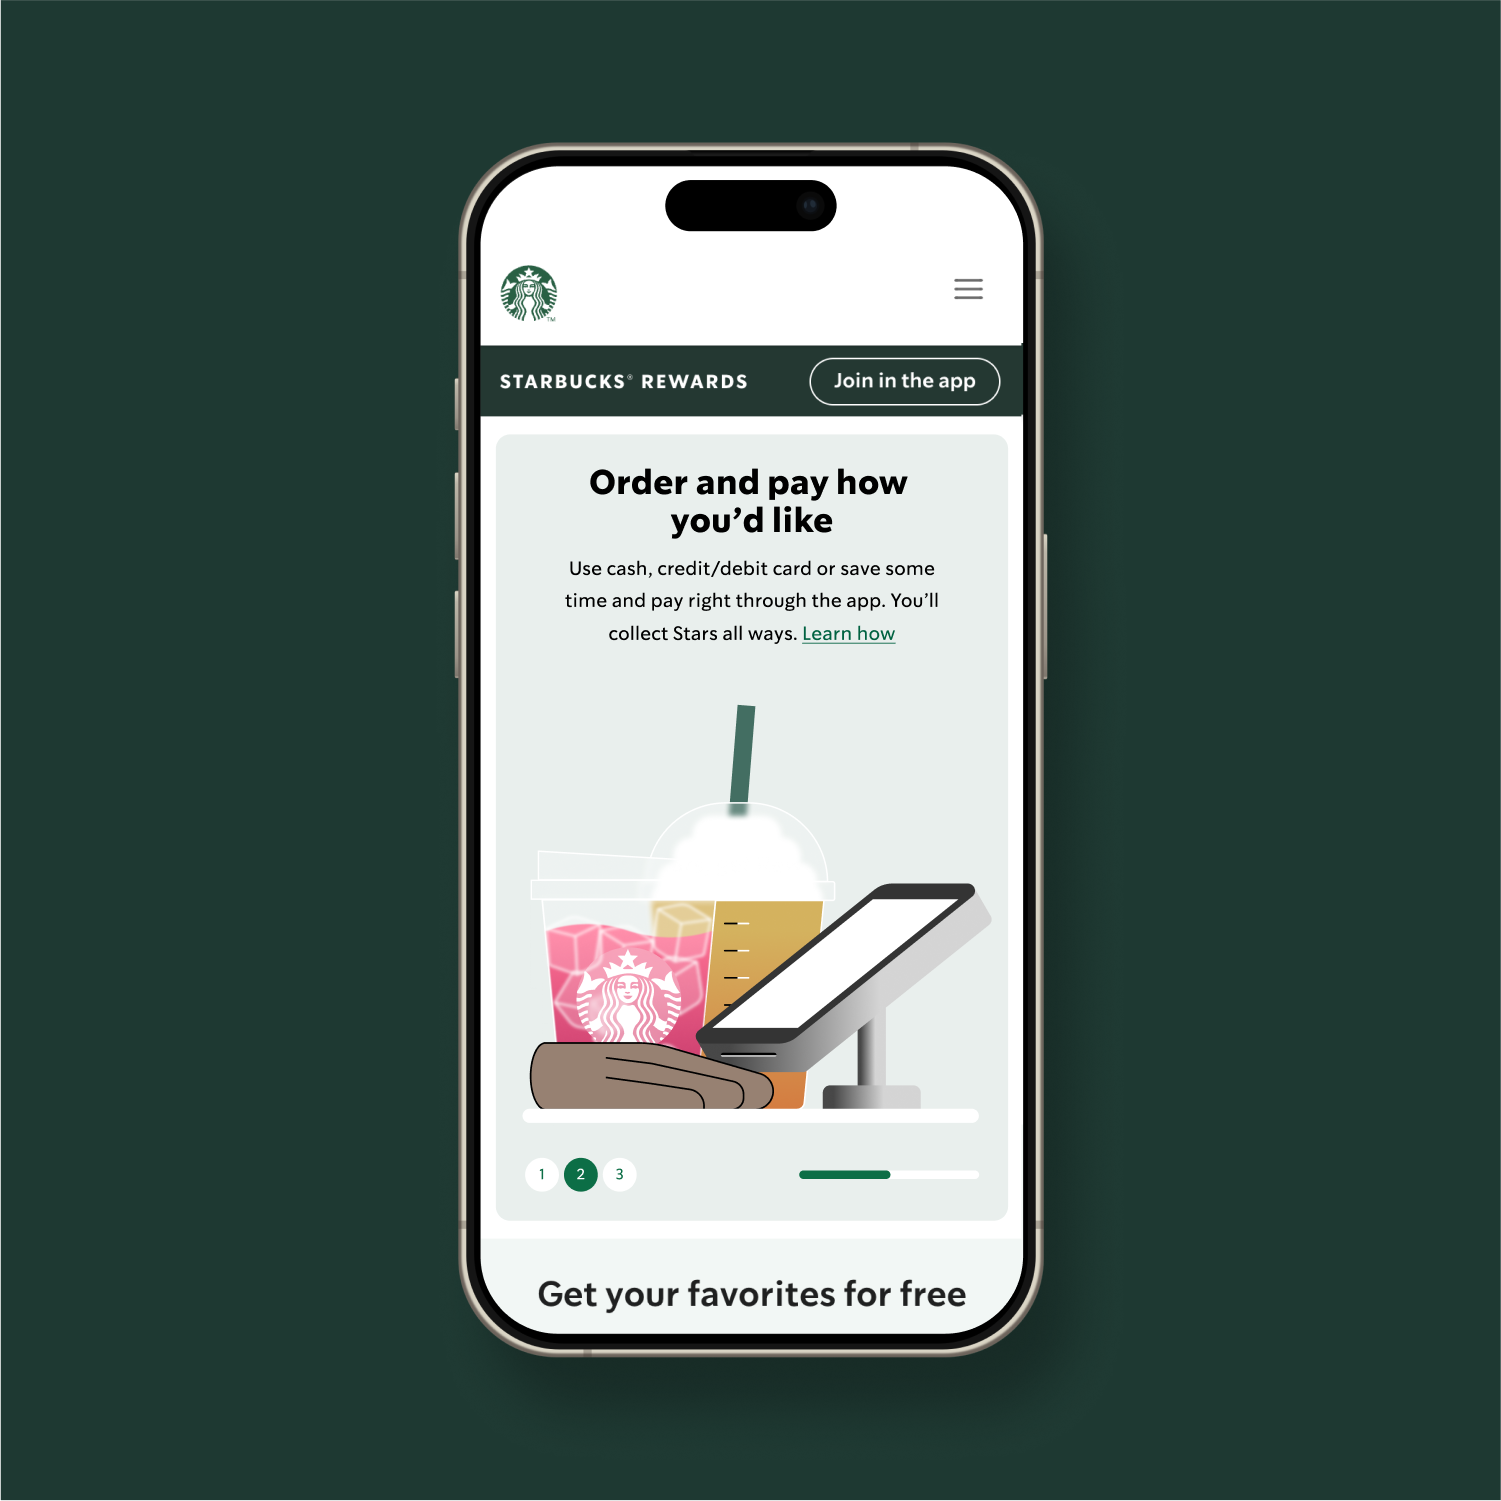 TM
STARBUCKS® REWARDS
Join in the app
Order and pay how
you’d like
Use cash, credit/debit card or save some
time and pay right through the app. You’ll
collect Stars all ways. Learn how
1 2 3
Get your favorites for free